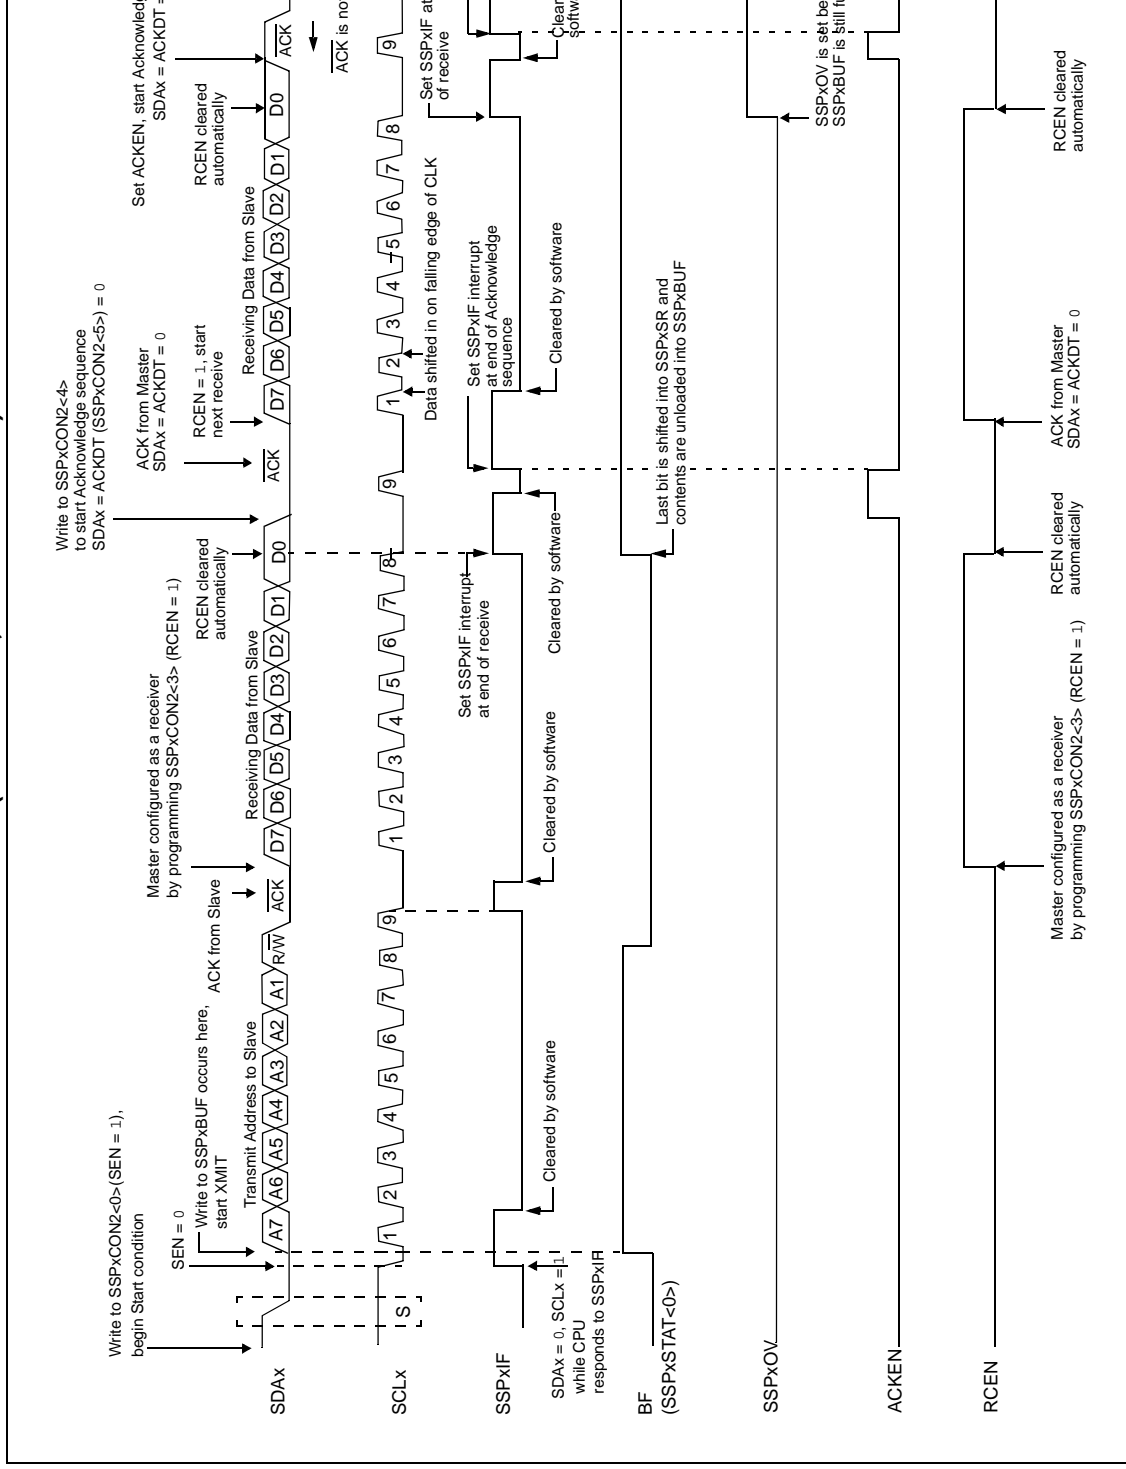 Write to SSPxCON2<4>
to start Acknowledge sequence
SDAx = ACKDT (SSPxCON2<5>) = 0
Write to SSPxCON2<0>(SEN = 1),
begin Start condition
Master configured as a receiver
by programming SSPxCON2<3> (RCEN = 1)
ACK from Master
SDAx = ACKDT = 0
Set ACKEN, start Acknowledg
SDAx = ACKDT =
SEN = 0
Write to SSPxBUF occurs here,
start XMIT
ACK from Slave
RCEN cleared
automatically
RCEN = 1, start
next receive
RCEN cleared
automatically
Transmit Address to Slave
Receiving Data from Slave
Receiving Data from Slave
SDAx
A7 A6 A5 A4 A3 A2 A1 R/W ACK D7 D6 D5 D4 D3 D2 D1 D0 ACK D7 D6 D5 D4 D3 D2 D1 D0 ACK
ACK is no
SCLx
S 1 2 3 4 5 6 7 8 9 1 2 3 4 5 6 7 8 9 1 2 3 4 5 6 7 8 9
Data shifted in on falling edge of CLK
Set SSPxIF interrupt
at end of receive
Set SSPxIF interrupt
at end of Acknowledge
sequence
Set SSPxIF at
of receive
SSPxIF
SDAx = 0, SCLx = 1
while CPU
responds to SSPxIF
Cleared by software
Cleared by software
Cleared by software
Cleared by software
Clear
softw
BF
(SSPxSTAT<0>)
Last bit is shifted into SSPxSR and
contents are unloaded into SSPxBUF
SSPxOV
SSPxOV is set be
SSPxBUF is still fu
ACKEN
RCEN
Master configured as a receiver
by programming SSPxCON2<3> (RCEN = 1)
RCEN cleared
automatically
ACK from Master
SDAx = ACKDT = 0
RCEN cleared
automatically